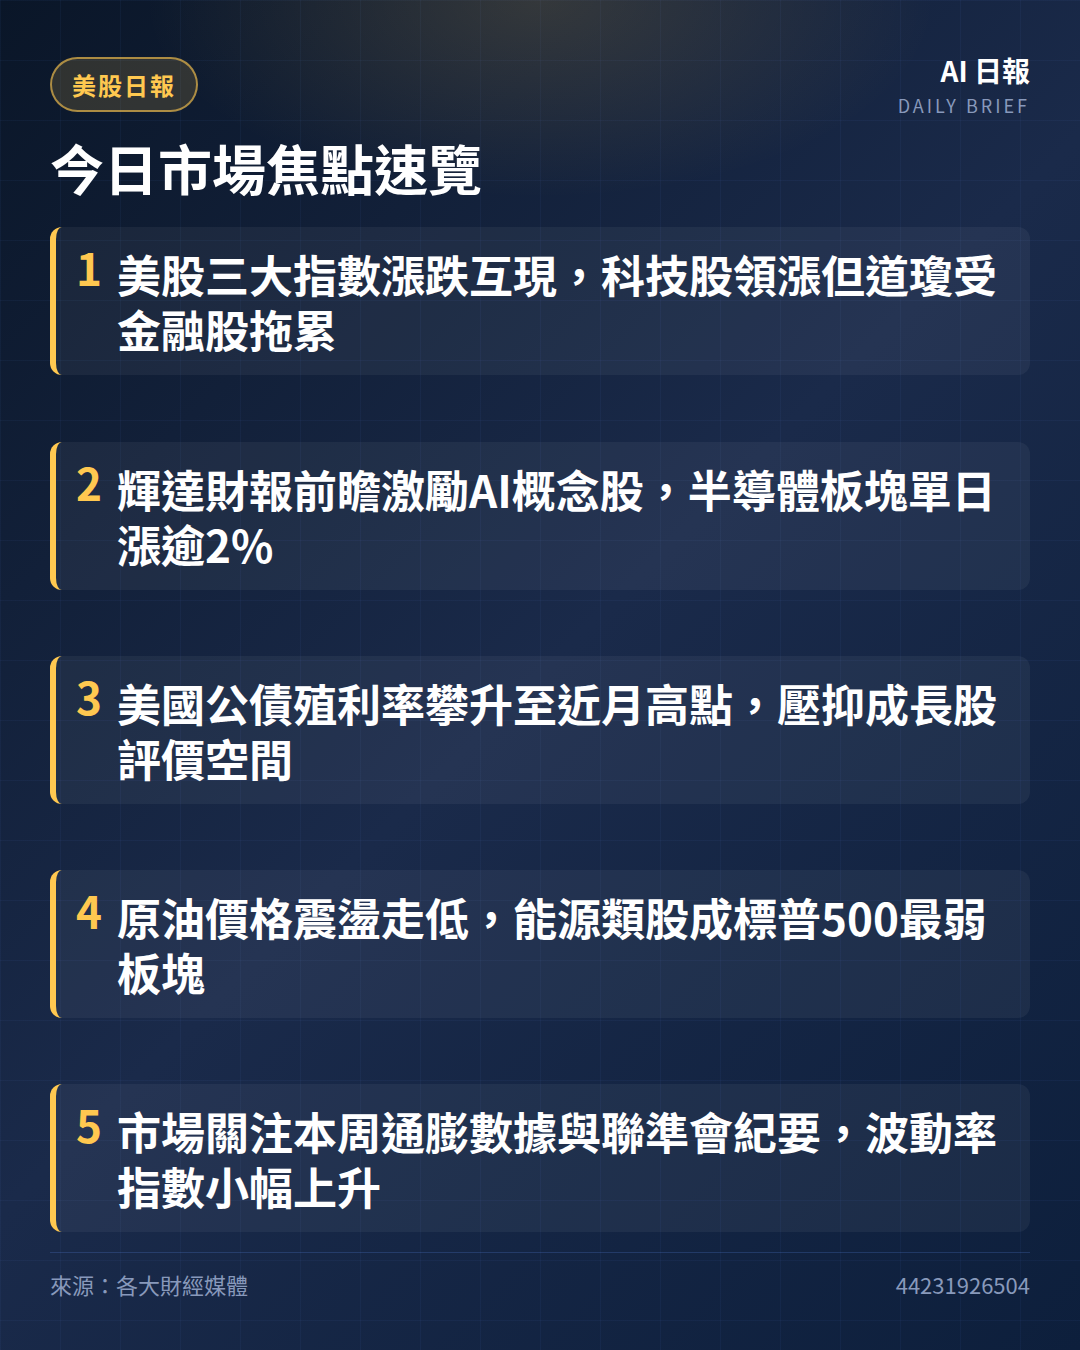 美股日報
AI 日報
DAILY BRIEF
今日市場焦點速覽
1 美股三大指數漲跌互現，科技股領漲但道瓊受
金融股拖累
2 輝達財報前瞻激勵AI概念股，半導體板塊單日
漲逾2%
3 美國公債殖利率攀升至近月高點，壓抑成長股
評價空間
4 原油價格震盪走低，能源類股成標普500最弱
板塊
5 市場關注本周通膨數據與聯準會紀要，波動率
指數小幅上升
來源：各大財經媒體
44231926504